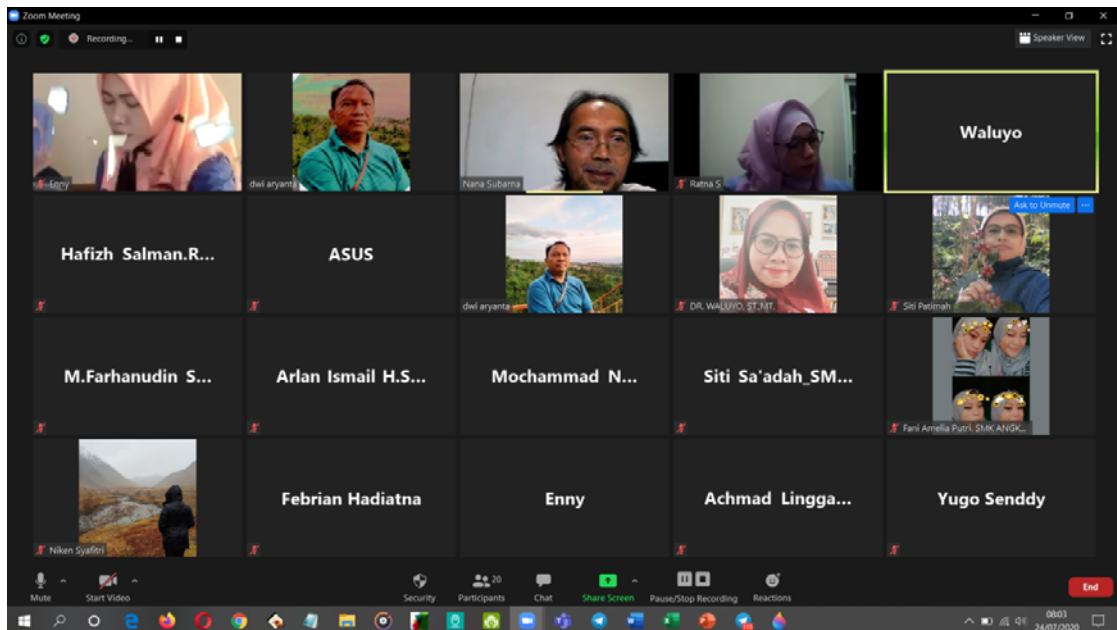 Zoom Meeting
Recording...
Speaker View
Enny
dwi aryanta
Nana Subarna
Ratna S
Waluyo
Hafizh Salman.R...
ASUS
dwi aryanta
DR. WALUYO, ST.,MT.
Ask to Unmute ...
Siti Patimah
M.Farhanudin S...
Arlan Ismail H.S...
Mochammad N...
Siti Sa'adah_SM...
Fani Amelia Putri. SMK ANGK...
Niken Syafitri
Febrian Hadiatna
Enny
Achmad Lingga...
Yugo Senddy
Mute
Start Video
Security
Participants 20
Chat
Share Screen
Pause/Stop Recording
Reactions
End
08:03
24/07/2020